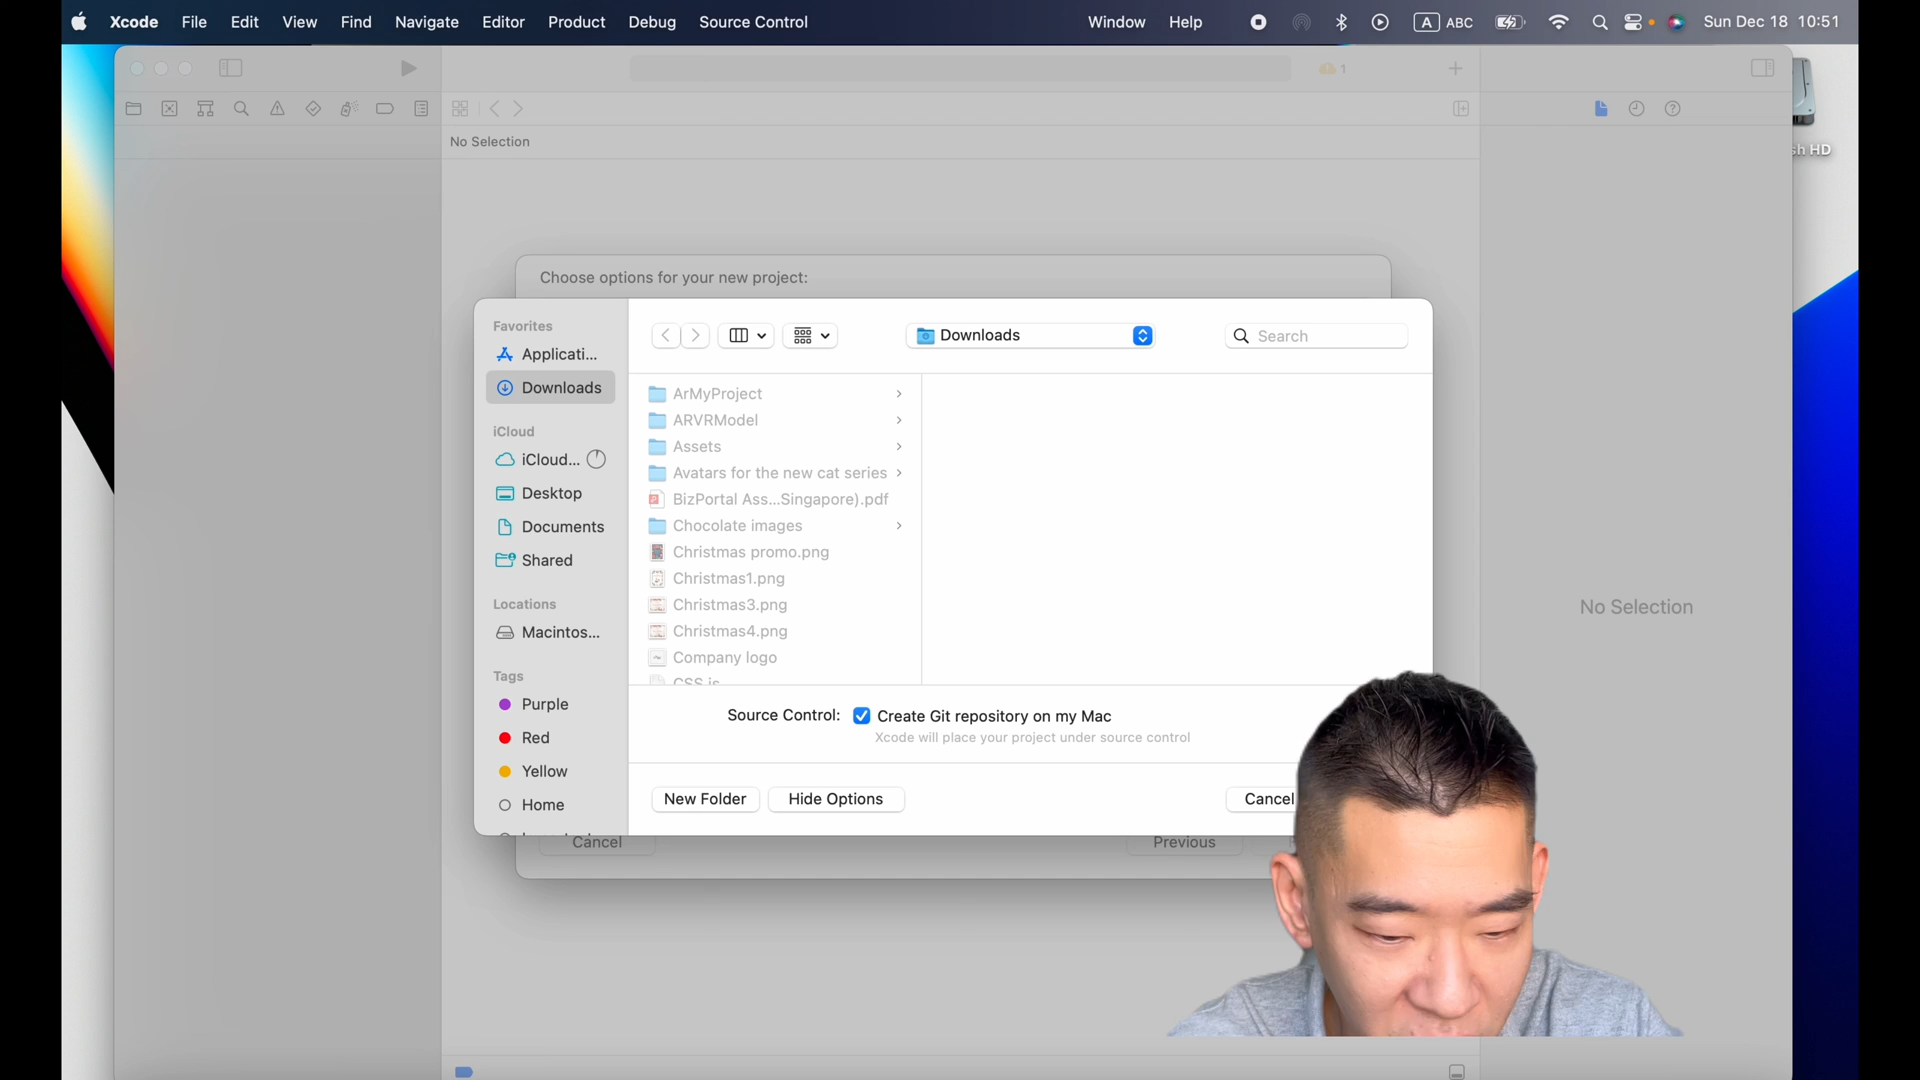 Xcode File Edit View Find Navigate Editor Product Debug Source Control Window Help A ABC Sun Dec 18 10:51
1
No Selection
sh HD
Choose options for your new project:
Favorites
Applicati...
Downloads
iCloud
iCloud...
Desktop
Documents
Shared
Locations
Macintos...
Tags
Purple
Red
Yellow
Home
Downloads
Search
ArMyProject
ARVRModel
Assets
Avatars for the new cat series
BizPortal Ass...Singapore).pdf
Chocolate images
Christmas promo.png
Christmas1.png
Christmas3.png
Christmas4.png
Company logo
CSS.js
Source Control: Create Git repository on my Mac
Xcode will place your project under source control
New Folder Hide Options Cancel
Cancel Previous
No Selection